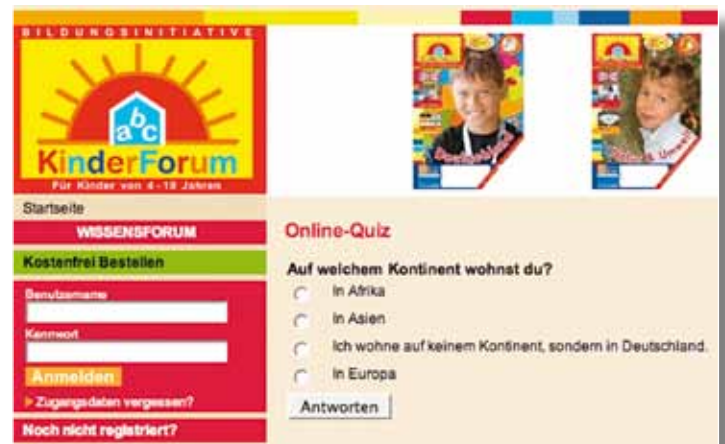 BILDUNGSINITIATIVE
abc
KinderForum
Für Kinder von 4-18 Jahren
Startseite
WISSENSFORUM
Kostenfrei Bestellen
Benutzername
Kennwort
Anmelden
Zugangsdaten vergessen?
Noch nicht registriert?
Natur & Umwelt
Online-Quiz
Auf welchem Kontinent wohnst du?
In Afrika
In Asien
Ich wohne auf keinem Kontinent, sondern in Deutschland.
In Europa
Antworten